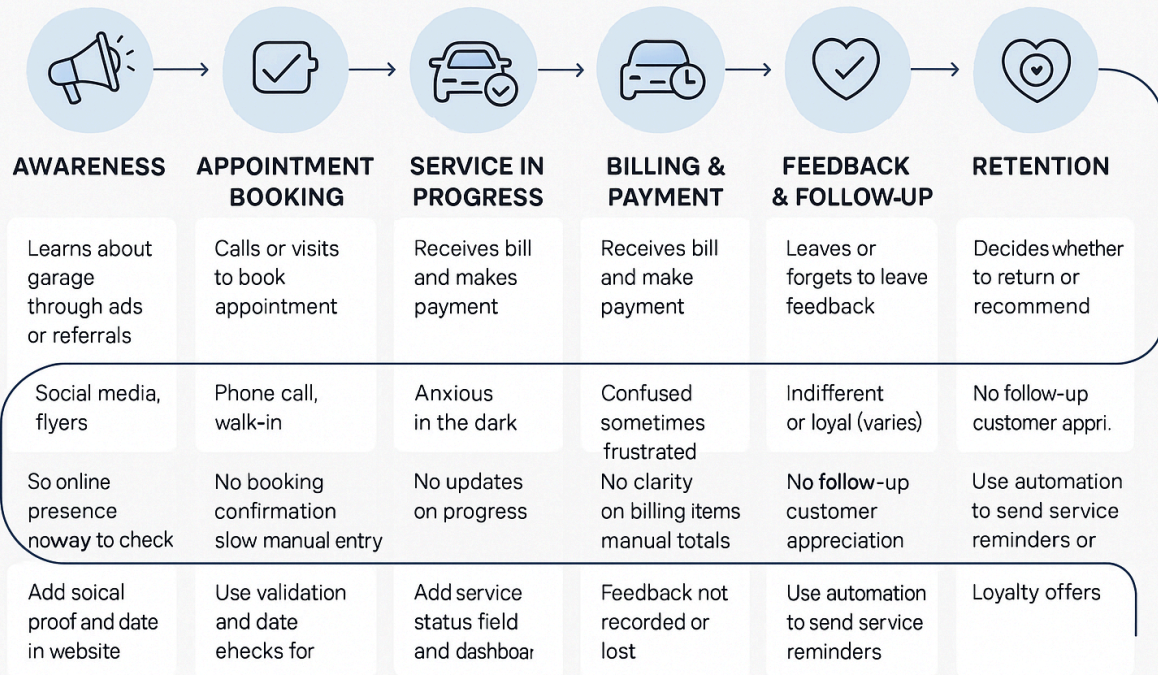 AWARENESS
APPOINTMENT
BOOKING
SERVICE IN
PROGRESS
BILLING &
PAYMENT
FEEDBACK
& FOLLOW-UP
RETENTION
Learns about
garage
through ads
or referrals
Calls or visits
to book
appointment
Receives bill
and makes
payment
Receives bill
and make
payment
Leaves or
forgets to leave
feedback
Decides whether
to return or
recommend
Social media,
flyers
Phone call,
walk-in
Anxious
in the dark
Confused
sometimes
frustrated
Indifferent
or loyal (varies)
No follow-up
customer appri.
So online
presence
noway to check
No booking
confirmation
slow manual entry
No updates
on progress
No clarity
on billing items
manual totals
No follow-up
customer
appreciation
Use automation
to send service
reminders or
Add soical
proof and date
in website
Use validation
and date
ehecks for
Add service
status field
and dashboar
Feedback not
recorded or
lost
Use automation
to send service
reminders
Loyalty offers